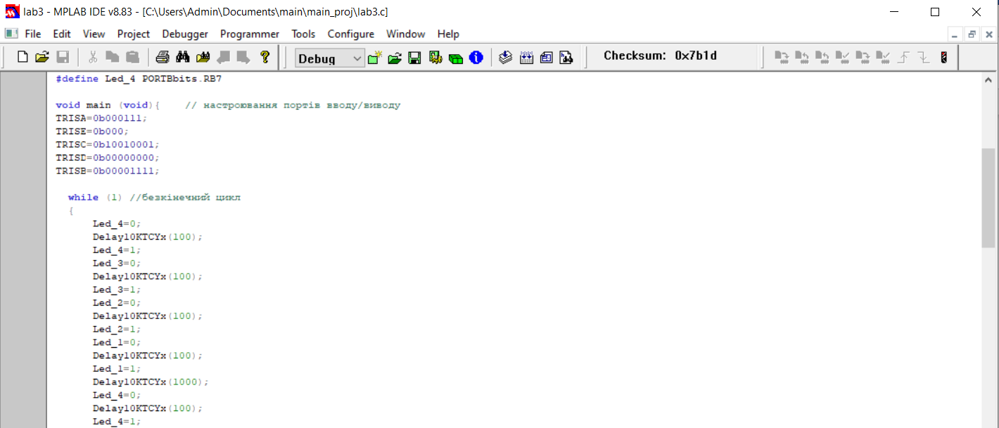 lab3 - MPLAB IDE v8.83 - [C:\Users\Admin\Documents\main\main_proj\lab3.c]
File Edit View Project Debugger Programmer Tools Configure Window Help
Debug Checksum: 0x7b1d
#define Led_4 PORTBbits.RB7
void main (void){ // настроювання портів вводу/виводу
TRISA=0b000111;
TRISE=0b000;
TRISC=0b10010001;
TRISD=0b00000000;
TRISB=0b00001111;
while (1) //безкінечний цикл
{
Led_4=0;
Delay10KTCYx(100);
Led_4=1;
Led_3=0;
Delay10KTCYx(100);
Led_3=1;
Led_2=0;
Delay10KTCYx(100);
Led_2=1;
Led_1=0;
Delay10KTCYx(100);
Led_1=1;
Delay10KTCYx(1000);
Led_4=0;
Delay10KTCYx(100);
Led_4=1;